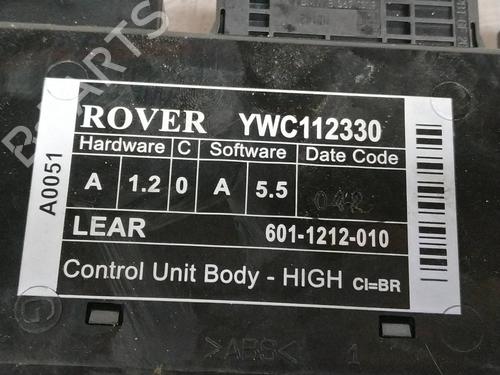 ROVER YWC112330
Hardware C Software Date Code
A 1.2 0 A 5.5 042
LEAR 601-1212-010
Control Unit Body - HIGH CI=BR
A0051
>ABS< 1